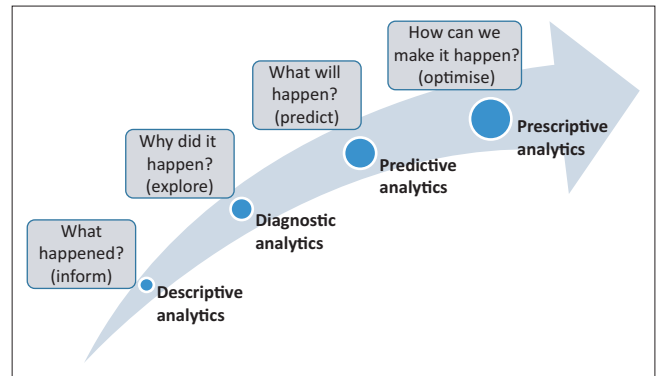 How can we
make it happen?
(optimise)
What will
happen?
(predict)
Prescriptive
analytics
Why did it
happen?
(explore)
Predictive
analytics
What
happened?
(inform)
Diagnostic
analytics
Descriptive
analytics